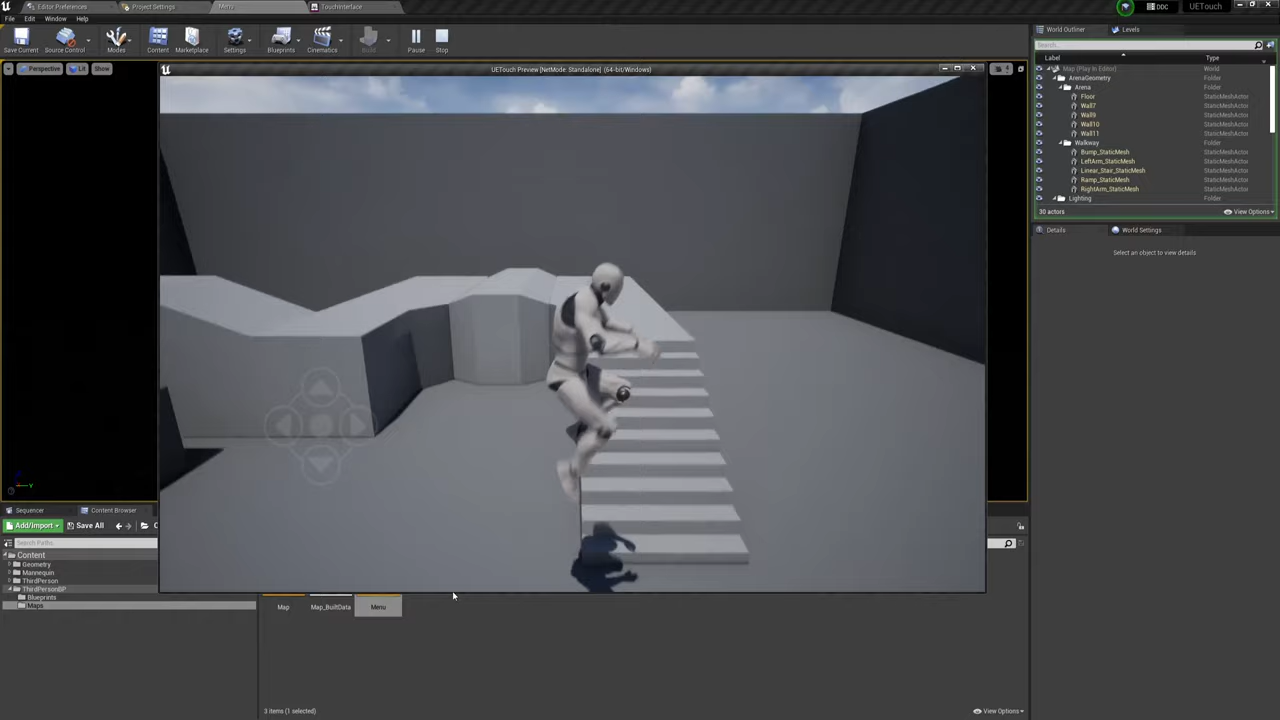 Editor Preferences
Project Settings
Menu
TouchInterface
DDC
UETouch
File Edit Window Help
Save Current
Source Control
Modes
Content
Marketplace
Settings
Blueprints
Cinematics
Build
Pause
Stop
Perspective
Lit
Show
UETouch Preview [NetMode: Standalone] (64-bit/Windows)
World Outliner
Levels
Search...
Label Type
Map (Play In Editor) World
ArenaGeometry Folder
Arena Folder
Floor StaticMeshActor
Wall7 StaticMeshActor
Wall9 StaticMeshActor
Wall10 StaticMeshActor
Wall11 StaticMeshActor
Walkway Folder
Bump_StaticMesh StaticMeshActor
LeftArm_StaticMesh StaticMeshActor
Linear_Stair_StaticMesh StaticMeshActor
Ramp_StaticMesh StaticMeshActor
RightArm_StaticMesh StaticMeshActor
Lighting Folder
30 actors
View Options
Details
World Settings
Select an object to view details
Sequencer
Content Browser
Add/Import
Save All
C
Search Paths
Content
Geometry
Mannequin
ThirdPerson
ThirdPersonBP
Blueprints
Maps
Map
Map_BuiltData
Menu
3 items (1 selected)
View Options
Y